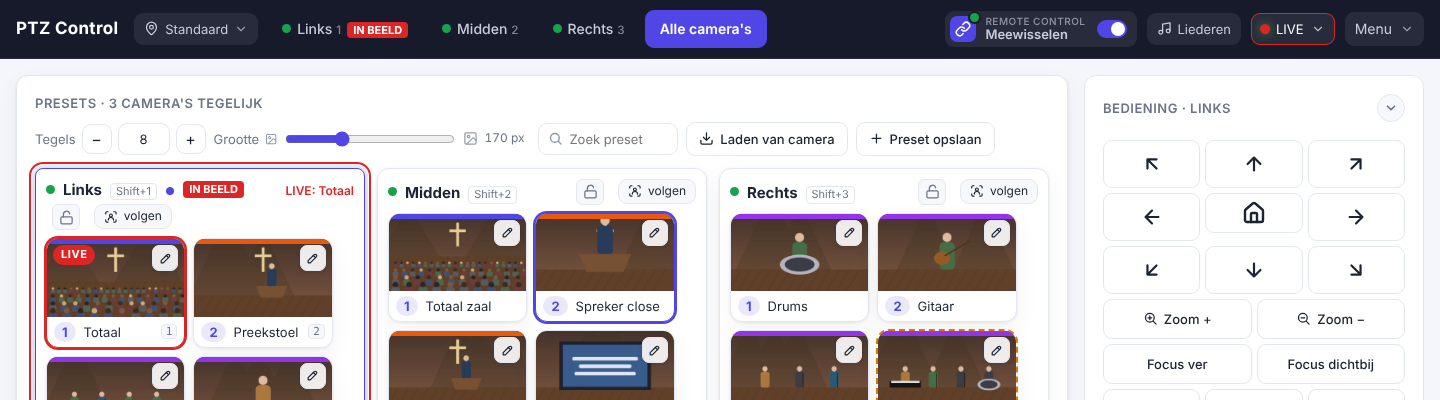 PTZ Control
Standaard
Links 1 IN BEELD
Midden 2
Rechts 3
Alle camera's
REMOTE CONTROL
Meewisselen
Liederen
LIVE
Menu
PRESETS · 3 CAMERA'S TEGELIJK
Tegels − 8 + Grootte 170 px Zoek preset Laden van camera + Preset opslaan
Links Shift+1 IN BEELD LIVE: Totaal
volgen
LIVE
1 Totaal 1
2 Preekstoel 2
Midden Shift+2 volgen
1 Totaal zaal
2 Spreker close
Rechts Shift+3 volgen
1 Drums
2 Gitaar
BEDIENING · LINKS
Zoom +
Zoom −
Focus ver
Focus dichtbij